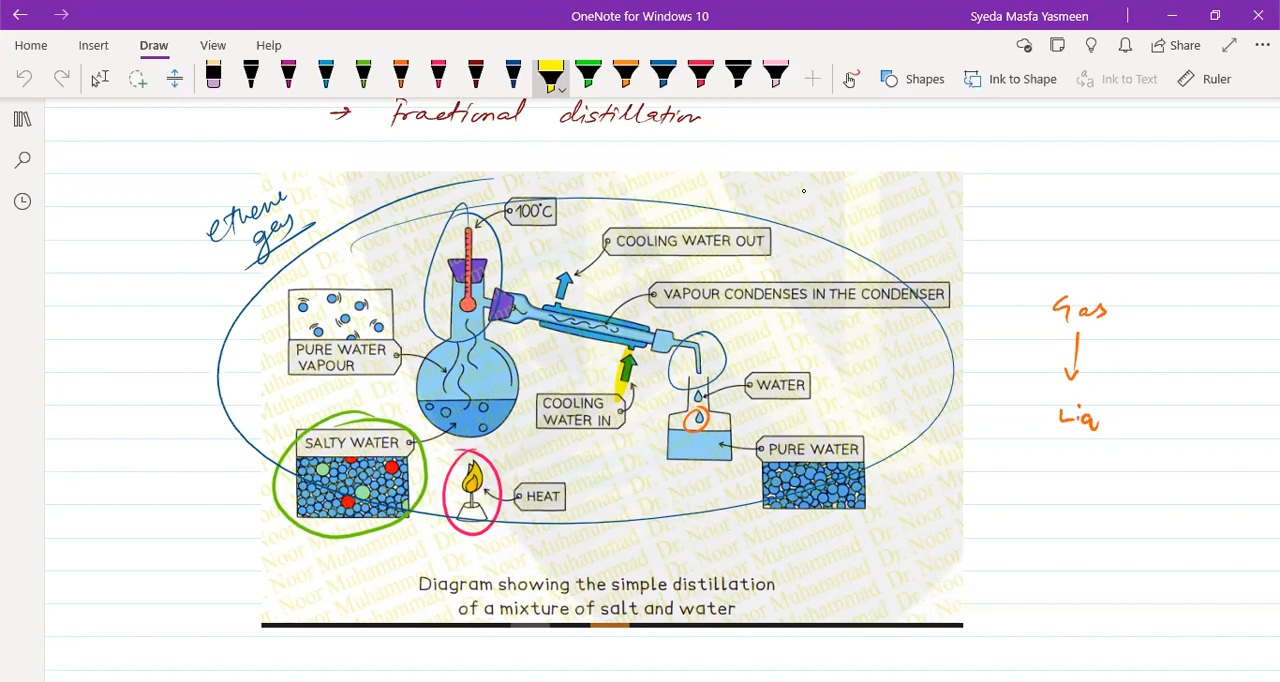 OneNote for Windows 10
Syeda Masfa Yasmeen
Home Insert Draw View Help
Share
Shapes Ink to Shape Ink to Text Ruler
→ Fractional distillation
ethene
gas
100°C
COOLING WATER OUT
VAPOUR CONDENSES IN THE CONDENSER
PURE WATER
VAPOUR
COOLING
WATER IN
WATER
SALTY WATER
PURE WATER
HEAT
Gas
↓
Liq
Diagram showing the simple distillation
of a mixture of salt and water
Dr. Noor Muhammad